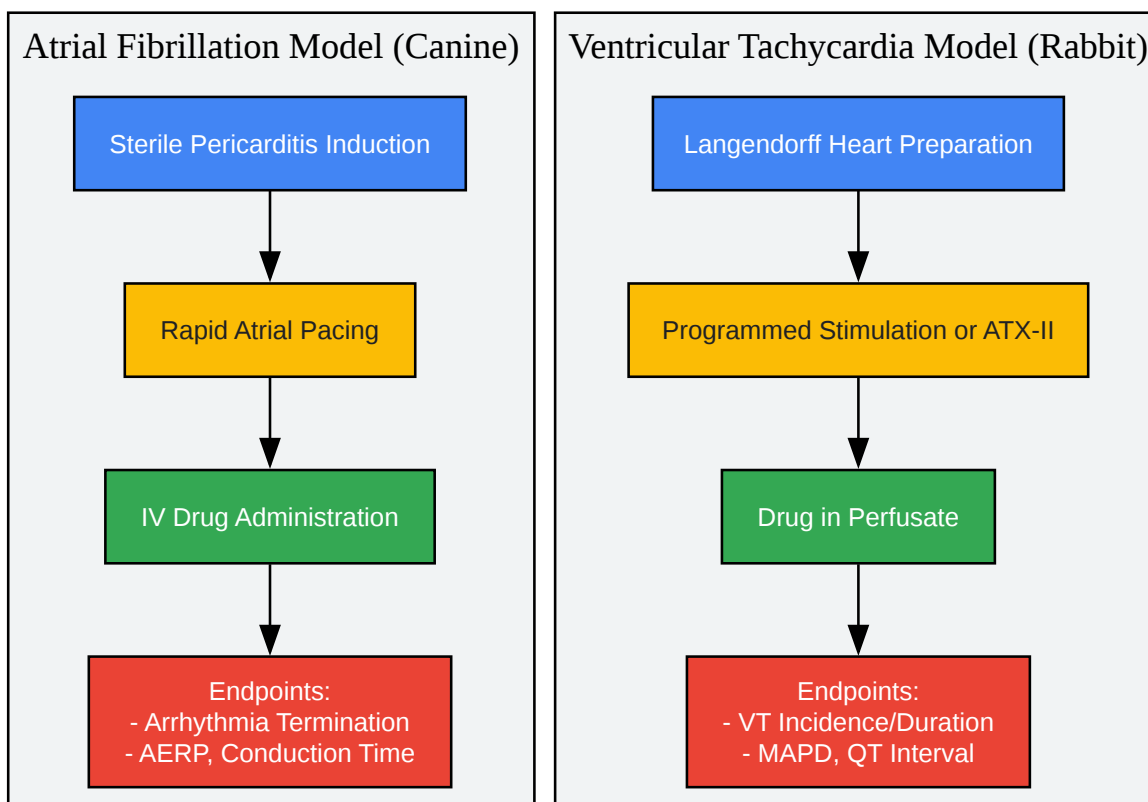 Atrial Fibrillation Model (Canine)
Sterile Pericarditis Induction
Rapid Atrial Pacing
IV Drug Administration
Endpoints:
- Arrhythmia Termination
- AERP, Conduction Time
Ventricular Tachycardia Model (Rabbit)
Langendorff Heart Preparation
Programmed Stimulation or ATX-II
Drug in Perfusate
Endpoints:
- VT Incidence/Duration
- MAPD, QT Interval